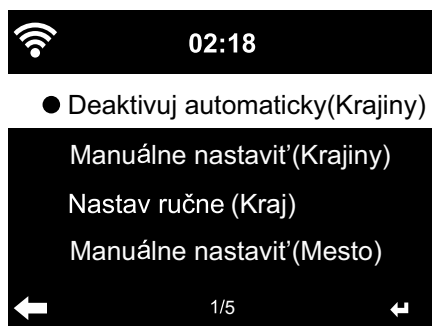 02:18
Deaktivuj automaticky(Krajiny)
Manuálne nastaviť'(Krajiny)
Nastav ručne (Kraj)
Manuálne nastaviť'(Mesto)
1/5